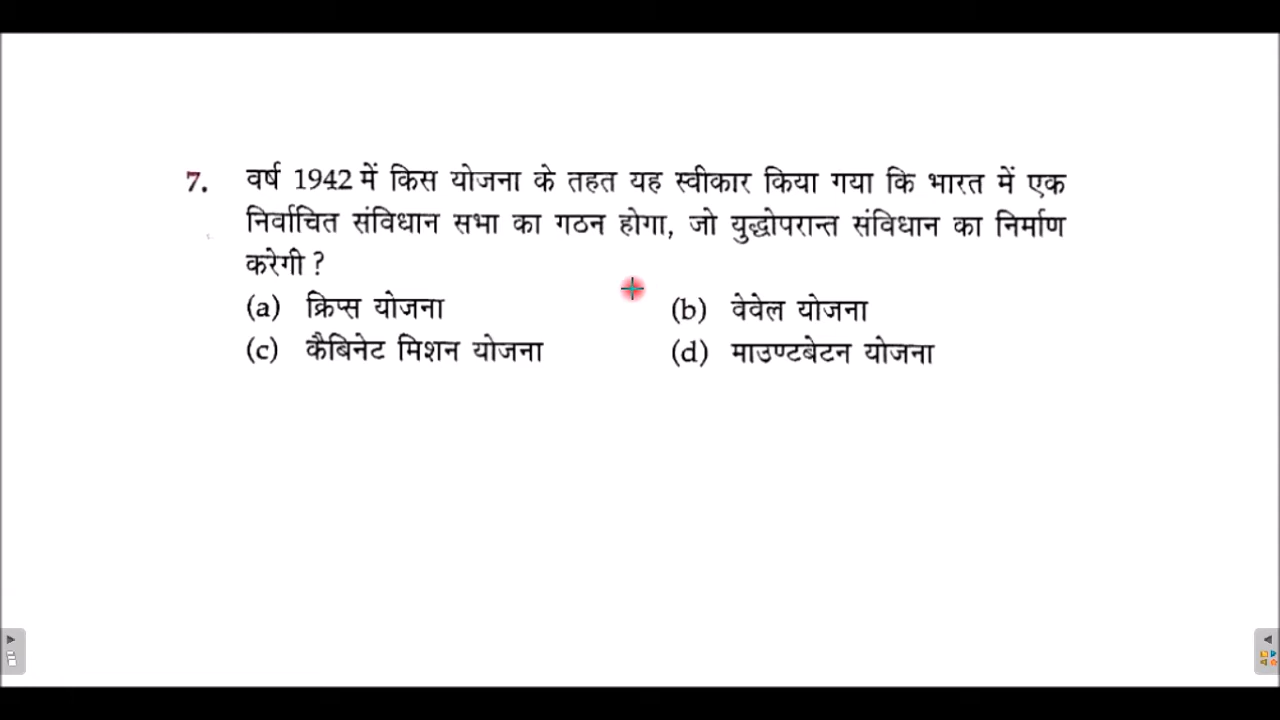 7. वर्ष 1942 में किस योजना के तहत यह स्वीकार किया गया कि भारत में एक
निर्वाचित संविधान सभा का गठन होगा, जो युद्धोपरान्त संविधान का निर्माण
करेगी ?
(a) क्रिप्स योजना (b) वेवेल योजना
(c) कैबिनेट मिशन योजना (d) माउण्टबेटन योजना